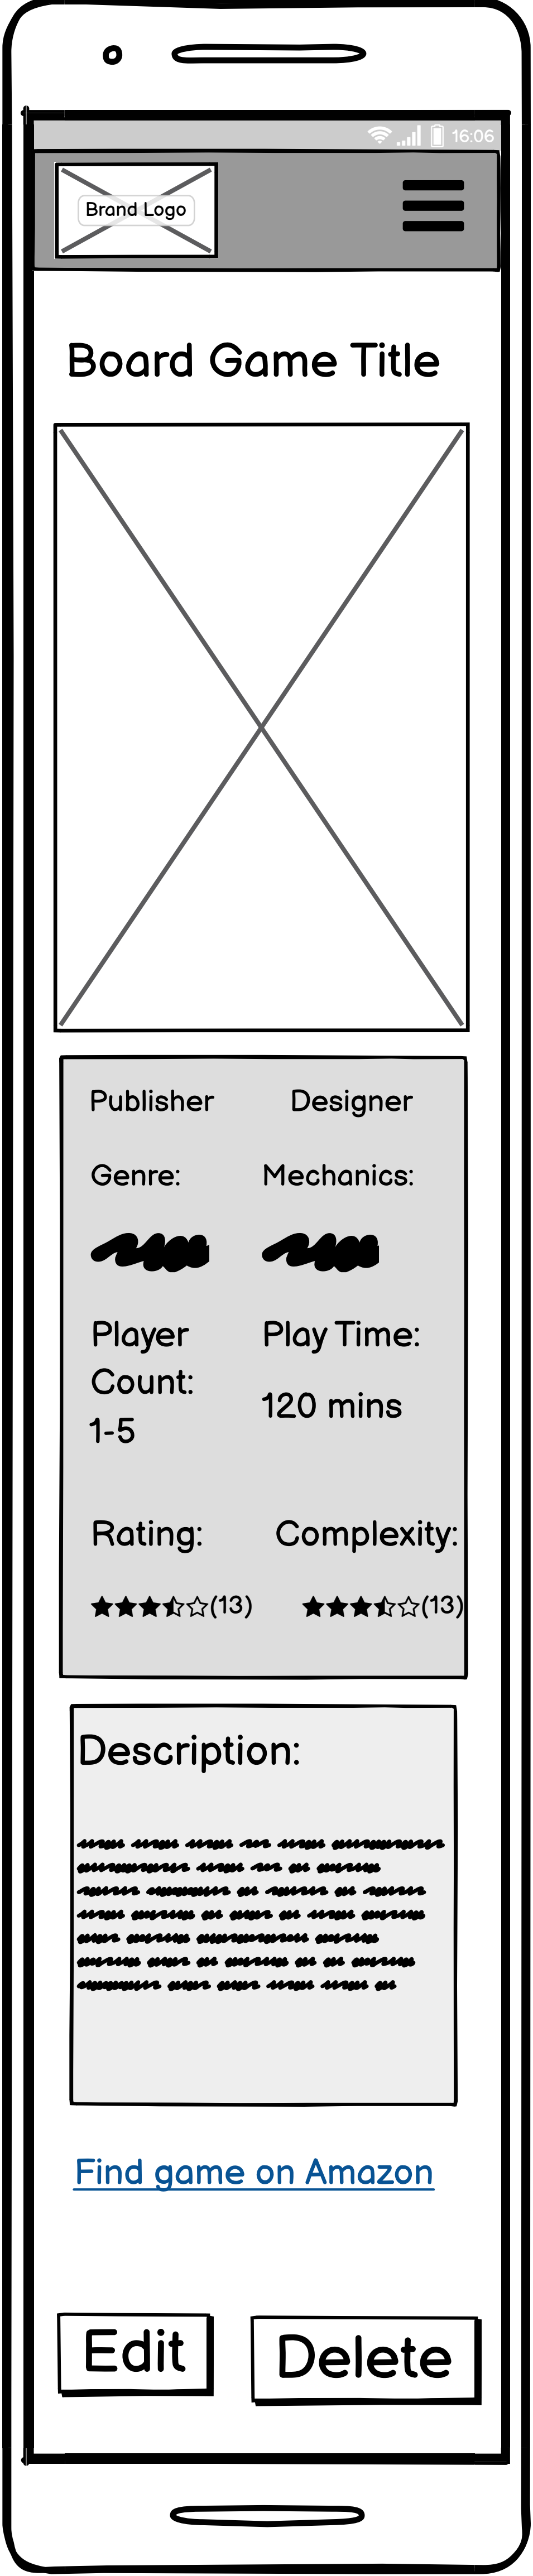 16:06
Brand Logo
Board Game Title
Publisher Designer
Genre: Mechanics:
Player Play Time:
Count:
120 mins
1-5
Rating: Complexity:
(13) (13)
Description:
Find game on Amazon
Edit Delete